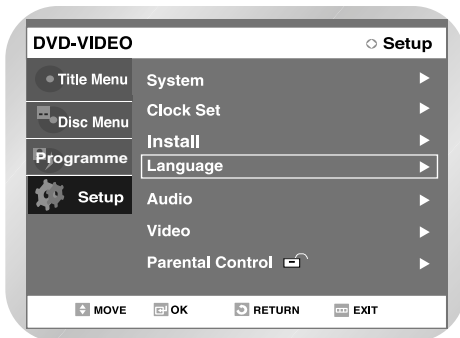 DVD-VIDEO Setup
Title Menu
Disc Menu
Programme
Setup
System
Clock Set
Install
Language
Audio
Video
Parental Control
MOVE OK RETURN EXIT